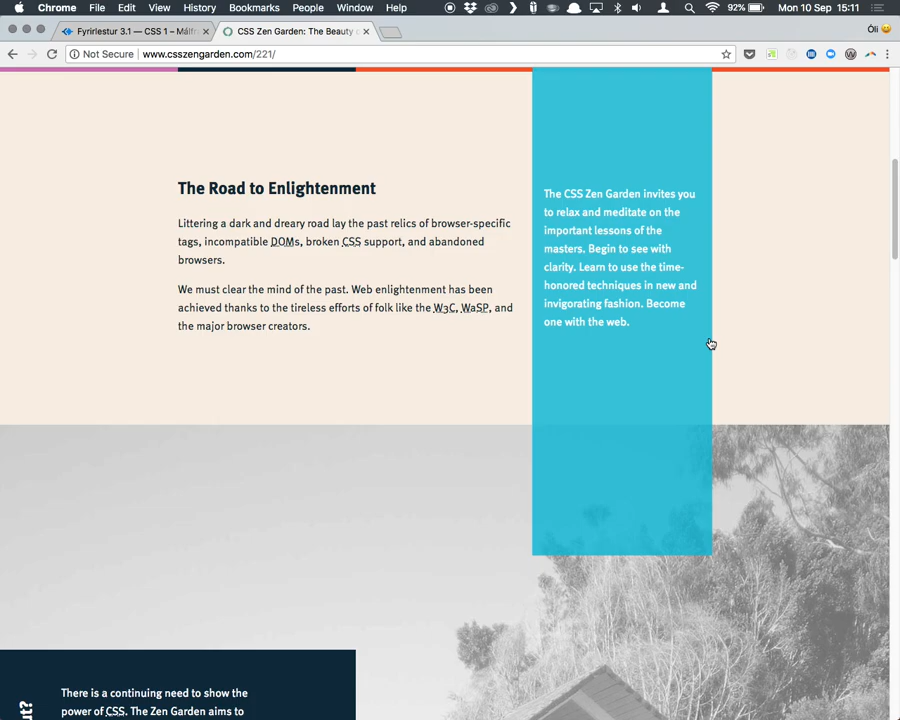 Chrome File Edit View History Bookmarks People Window Help 92% Mon 10 Sep 15:11
Fyrirlestur 3.1 — CSS 1 – Málfr CSS Zen Garden: The Beauty o Óli
Not Secure www.csszengarden.com/221/
The Road to Enlightenment
Littering a dark and dreary road lay the past relics of browser-specific
tags, incompatible DOMs, broken CSS support, and abandoned
browsers.
We must clear the mind of the past. Web enlightenment has been
achieved thanks to the tireless efforts of folk like the W3C, WaSP, and
the major browser creators.
The CSS Zen Garden invites you
to relax and meditate on the
important lessons of the
masters. Begin to see with
clarity. Learn to use the time-
honored techniques in new and
invigorating fashion. Become
one with the web.
There is a continuing need to show the
power of CSS. The Zen Garden aims to
ut?